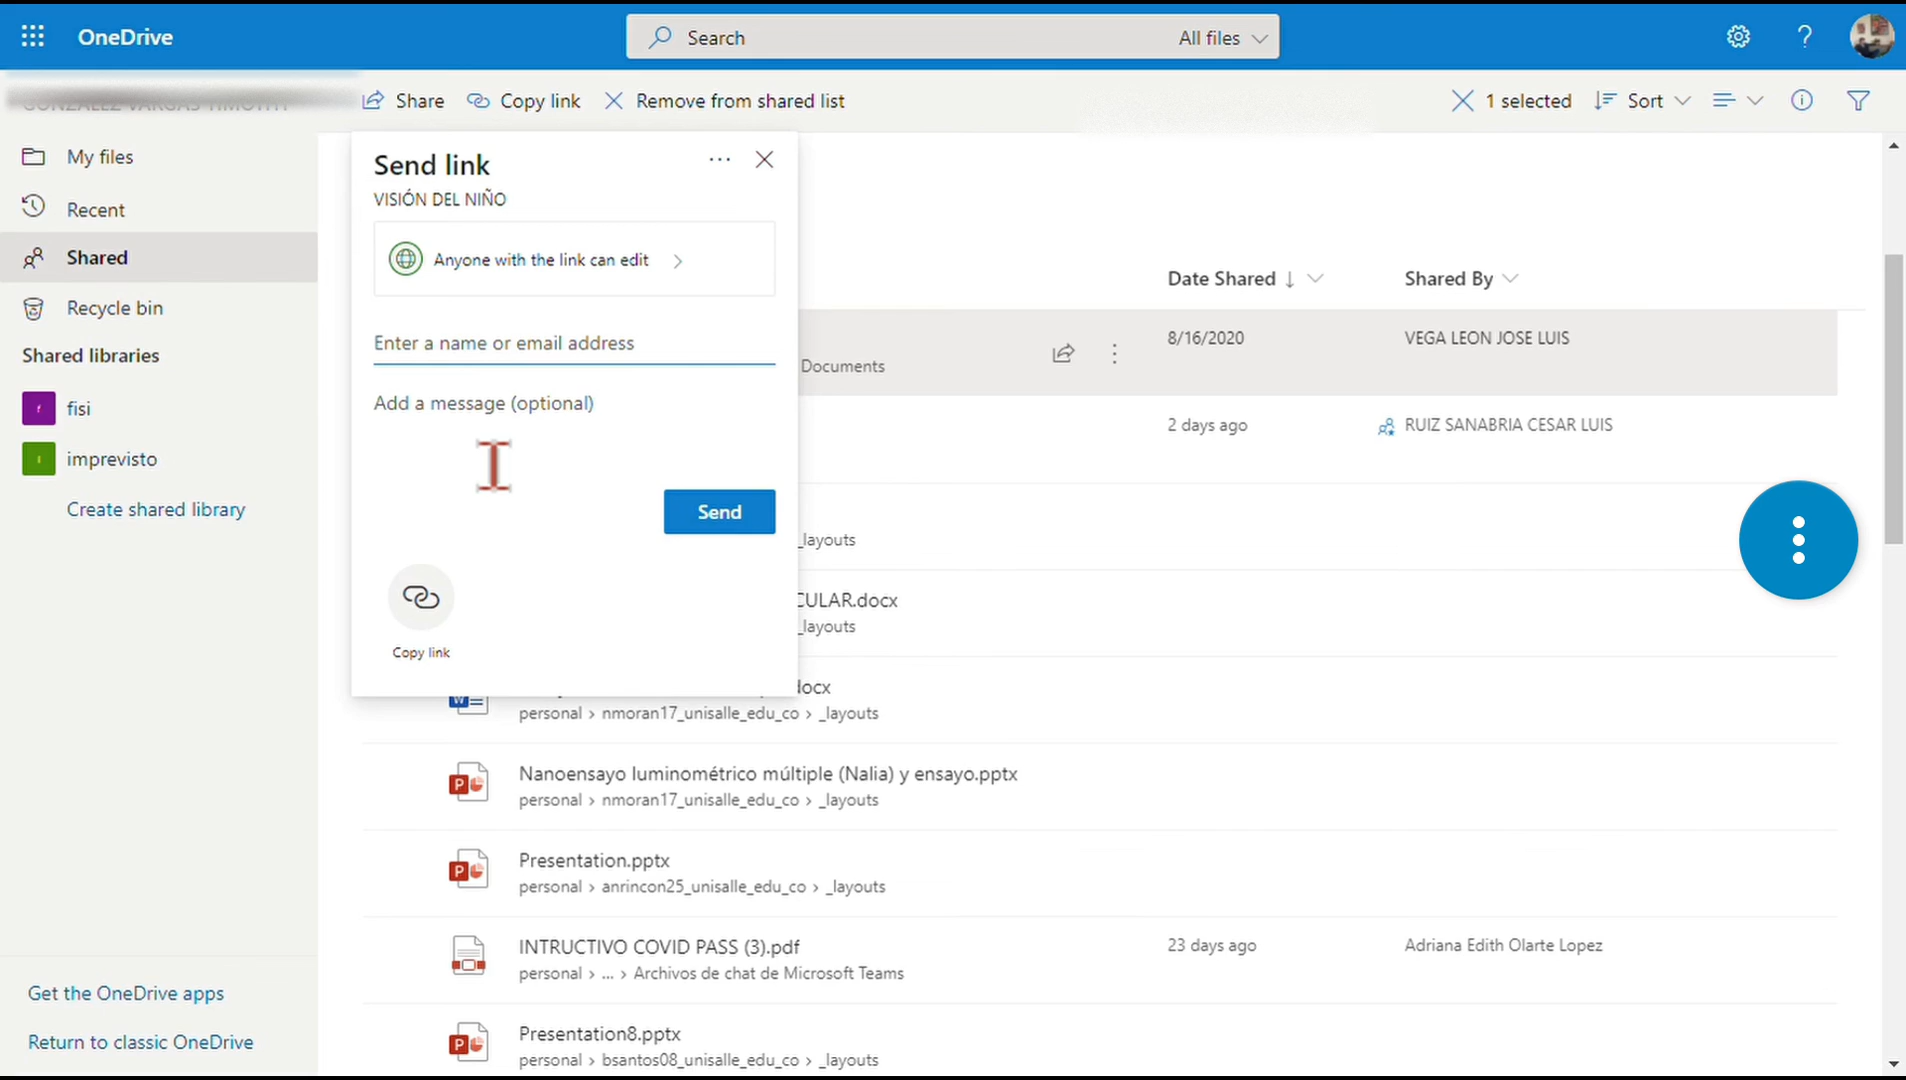 OneDrive
Search
All files
Share
Copy link
Remove from shared list
1 selected
Sort
My files
Recent
Shared
Recycle bin
Shared libraries
fisi
imprevisto
Create shared library
Get the OneDrive apps
Return to classic OneDrive
Send link
VISIÓN DEL NIÑO
Anyone with the link can edit
Enter a name or email address
Add a message (optional)
Send
Copy link
Date Shared
Shared By
Documents
8/16/2020
VEGA LEON JOSE LUIS
2 days ago
RUIZ SANABRIA CESAR LUIS
_layouts
CULAR.docx
_layouts
docx
personal > nmoran17_unisalle_edu_co > _layouts
Nanoensayo luminométrico múltiple (Nalia) y ensayo.pptx
personal > nmoran17_unisalle_edu_co > _layouts
Presentation.pptx
personal > anrincon25_unisalle_edu_co > _layouts
INTRUCTIVO COVID PASS (3).pdf
23 days ago
Adriana Edith Olarte Lopez
personal > ... > Archivos de chat de Microsoft Teams
Presentation8.pptx
personal > bsantos08_unisalle_edu_co > _layouts